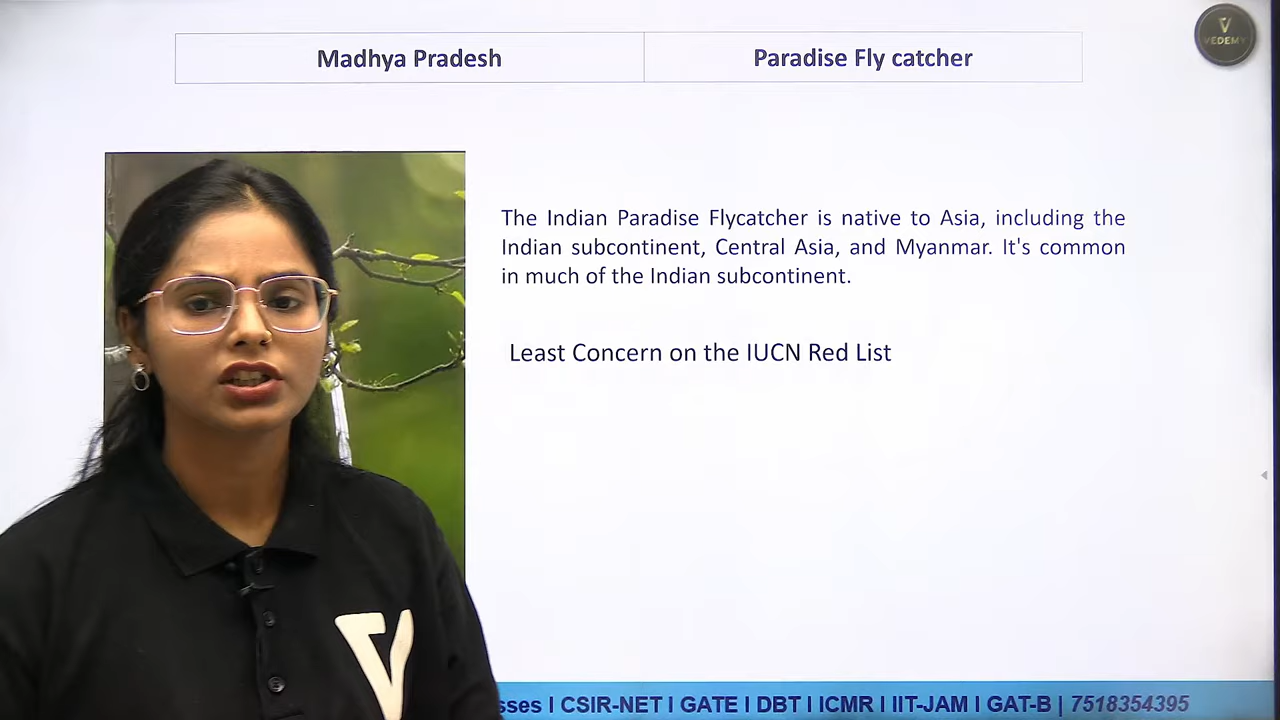 Madhya Pradesh
Paradise Fly catcher
V
VEDEMY
The Indian Paradise Flycatcher is native to Asia, including the
Indian subcontinent, Central Asia, and Myanmar. It's common
in much of the Indian subcontinent.
Least Concern on the IUCN Red List
V
sses I CSIR-NET I GATE I DBT I ICMR I IIT-JAM I GAT-B | 7518354395